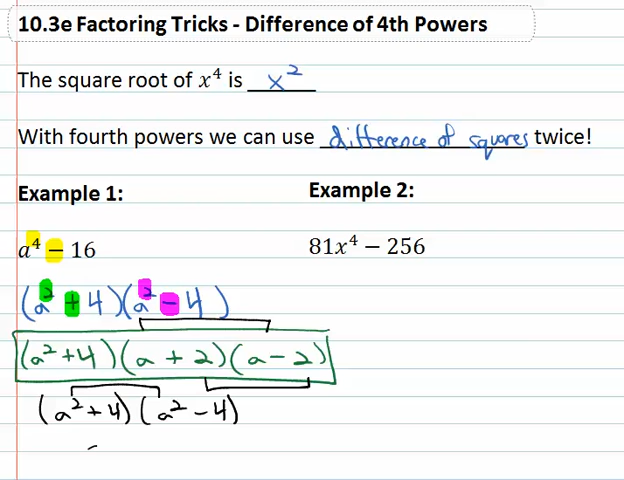 10.3e Factoring Tricks - Difference of 4th Powers
The square root of x⁴ is x²
With fourth powers we can use difference of squares twice!
Example 1: Example 2:
a⁴ − 16 81x⁴ − 256
(a² + 4)(a² − 4)
(a² + 4)(a + 2)(a − 2)
(a² + 4)(a² − 4)